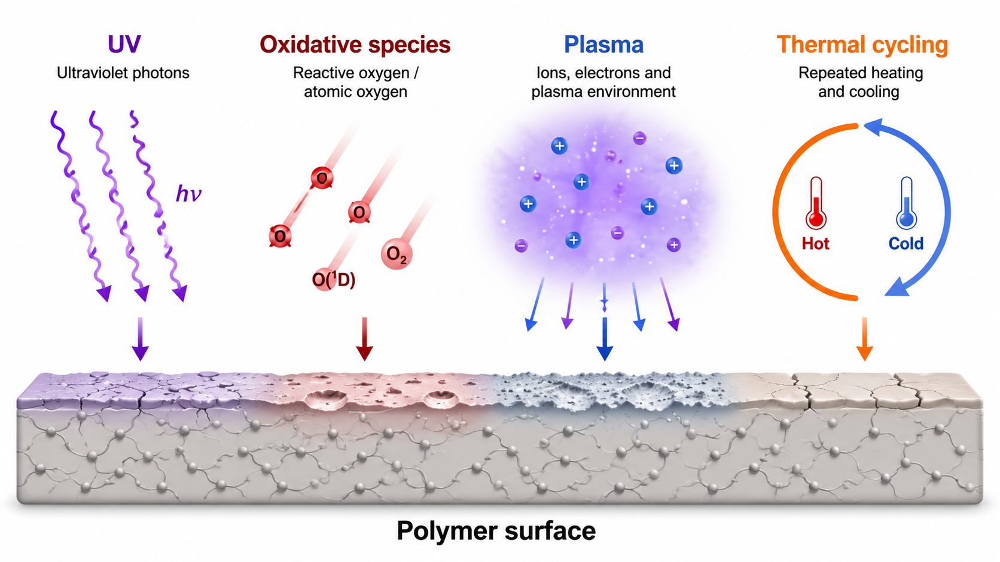 UV
Ultraviolet photons
hν
Oxidative species
Reactive oxygen /
atomic oxygen
O
O
O
O₂
O(¹D)
Plasma
Ions, electrons and
plasma environment
+
−
+
+
+
+
−
+
−
+
Thermal cycling
Repeated heating
and cooling
Hot
Cold
Polymer surface